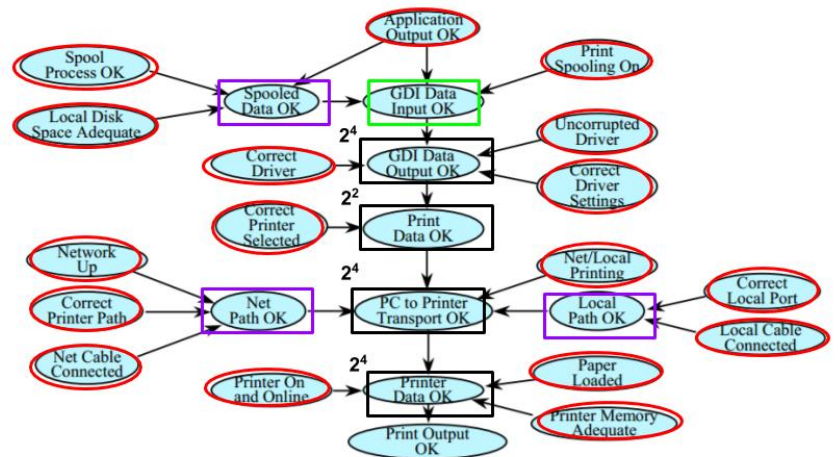 Application
Output OK
Spool
Process OK
Print
Spooling On
Spooled
Data OK
GDI Data
Input OK
Local Disk
Space Adequate
2⁴
Uncorrupted
Driver
Correct
Driver
GDI Data
Output OK
Correct
Driver
Settings
2²
Correct
Printer
Selected
Print
Data OK
Network
Up
2⁴
Net/Local
Printing
Correct
Local Port
Correct
Printer Path
Net
Path OK
PC to Printer
Transport OK
Local
Path OK
Local Cable
Connected
Net Cable
Connected
2⁴
Paper
Loaded
Printer On
and Online
Printer
Data OK
Printer Memory
Adequate
Print Output
OK